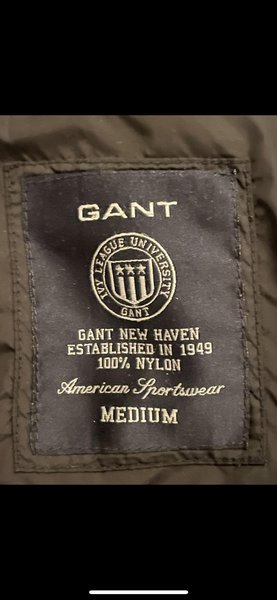 GANT
IVY LEAGUE UNIVERSITY
GANT
GANT NEW HAVEN
ESTABLISHED IN 1949
100% NYLON
American Sportswear
MEDIUM